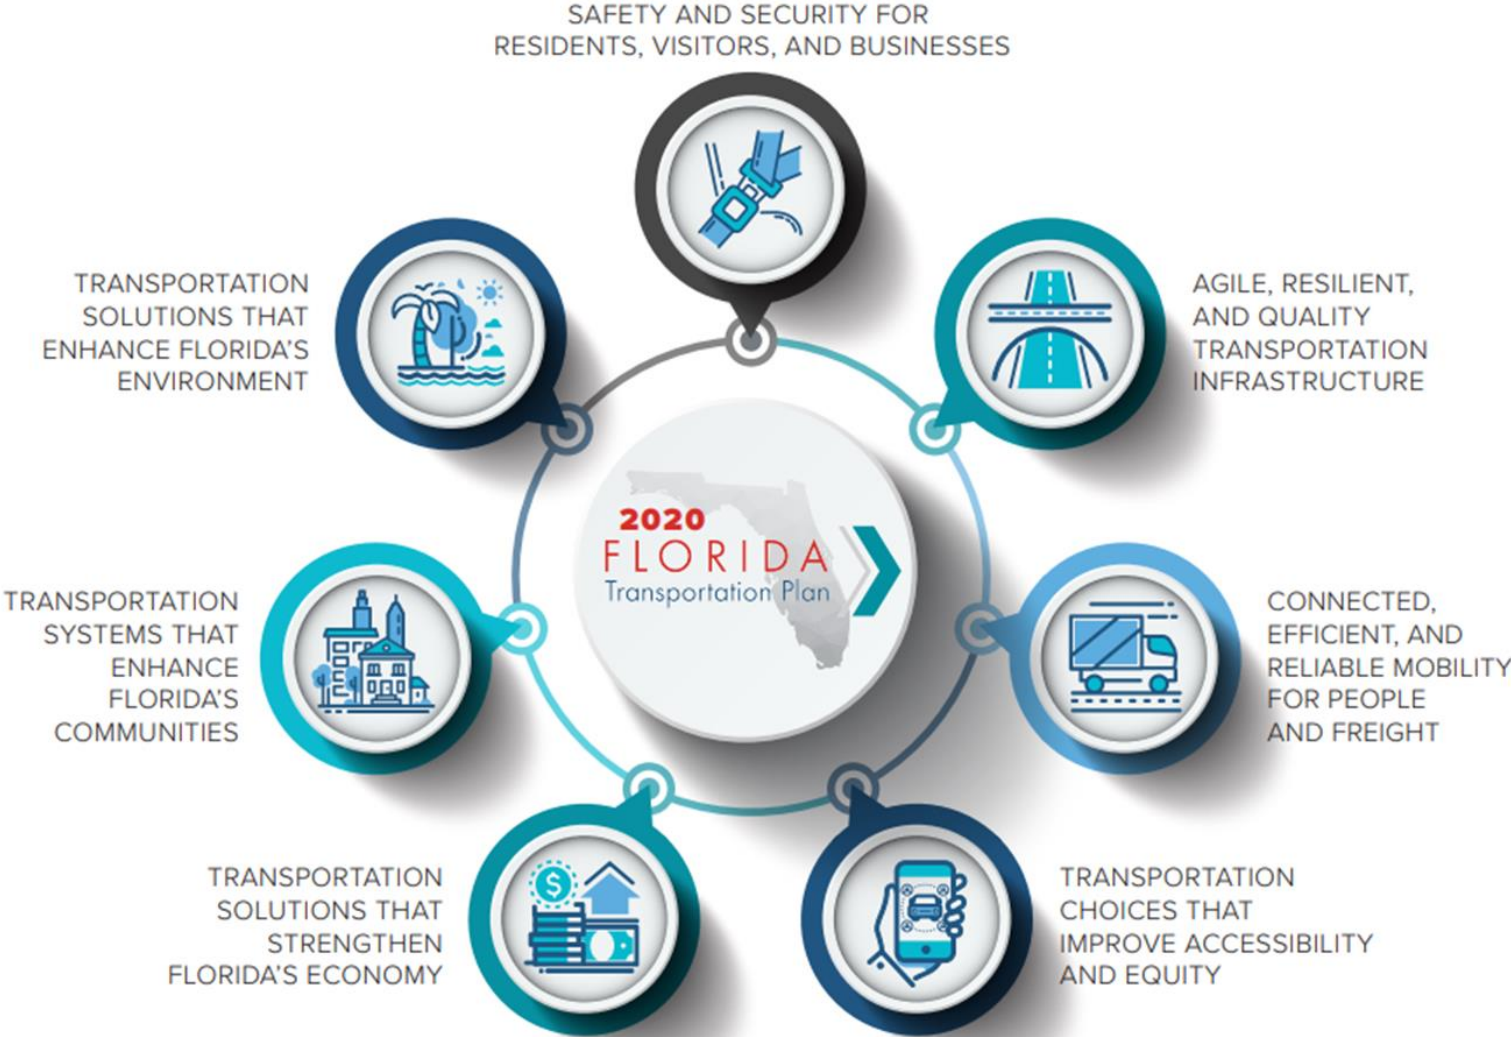 SAFETY AND SECURITY FOR
RESIDENTS, VISITORS, AND BUSINESSES
AGILE, RESILIENT,
AND QUALITY
TRANSPORTATION
INFRASTRUCTURE
CONNECTED,
EFFICIENT, AND
RELIABLE MOBILITY
FOR PEOPLE
AND FREIGHT
TRANSPORTATION
CHOICES THAT
IMPROVE ACCESSIBILITY
AND EQUITY
TRANSPORTATION
SOLUTIONS THAT
STRENGTHEN
FLORIDA'S ECONOMY
TRANSPORTATION
SYSTEMS THAT
ENHANCE
FLORIDA'S
COMMUNITIES
TRANSPORTATION
SOLUTIONS THAT
ENHANCE FLORIDA'S
ENVIRONMENT
2020
FLORIDA
Transportation Plan
$